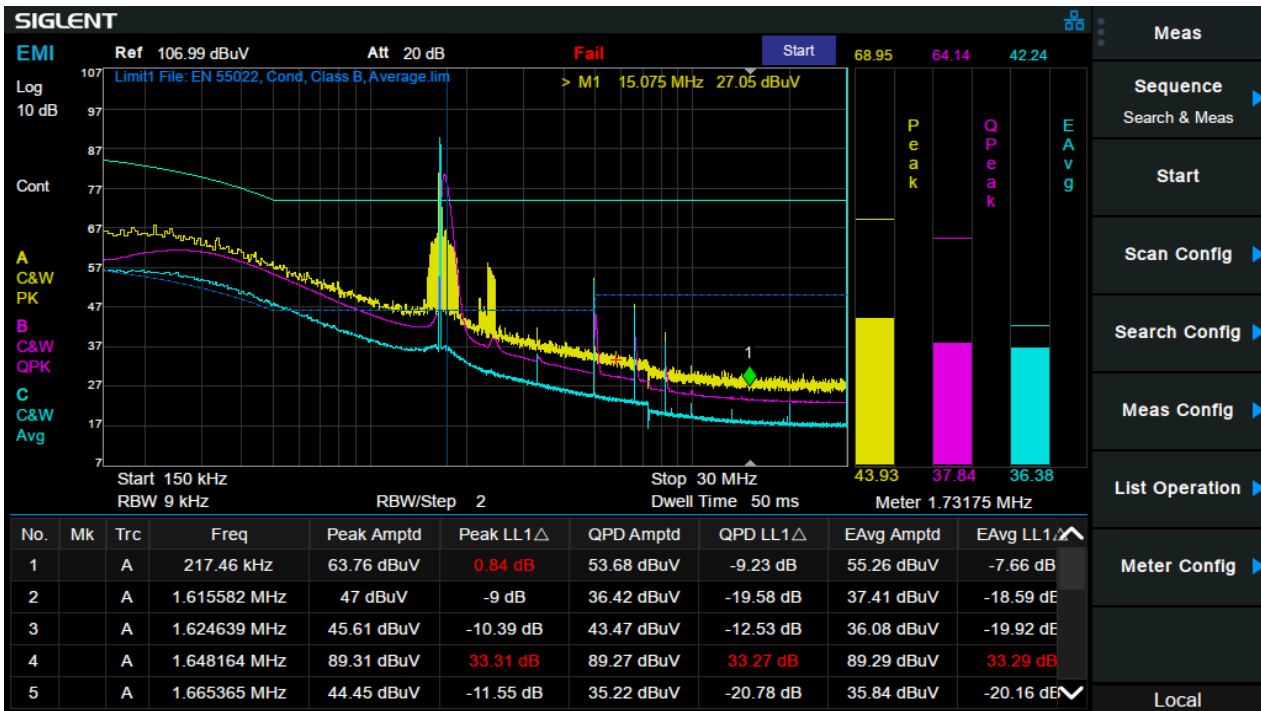 SIGLENT
EMI Ref 106.99 dBuV Att 20 dB Fail Start 68.95 64.14 42.24
Limit1 File: EN 55022, Cond, Class B, Average.lim
> M1 15.075 MHz 27.05 dBuV
Log
10 dB
Cont
A
C&W
PK
B
C&W
QPK
C
C&W
Avg
107
97
87
77
67
57
47
37
27
17
7
1
Peak
QPeak
EAvg
43.93 37.84 36.38
Start 150 kHz Stop 30 MHz
RBW 9 kHz RBW/Step 2 Dwell Time 50 ms Meter 1.73175 MHz
No. Mk Trc Freq Peak Amptd Peak LL1△ QPD Amptd QPD LL1△ EAvg Amptd EAvg LL1△
1 A 217.46 kHz 63.76 dBuV 0.84 dB 53.68 dBuV -9.23 dB 55.26 dBuV -7.66 dB
2 A 1.615582 MHz 47 dBuV -9 dB 36.42 dBuV -19.58 dB 37.41 dBuV -18.59 dB
3 A 1.624639 MHz 45.61 dBuV -10.39 dB 43.47 dBuV -12.53 dB 36.08 dBuV -19.92 dB
4 A 1.648164 MHz 89.31 dBuV 33.31 dB 89.27 dBuV 33.27 dB 89.29 dBuV 33.29 dB
5 A 1.665365 MHz 44.45 dBuV -11.55 dB 35.22 dBuV -20.78 dB 35.84 dBuV -20.16 dB
Meas
Sequence
Search & Meas
Start
Scan Config
Search Config
Meas Config
List Operation
Meter Config
Local